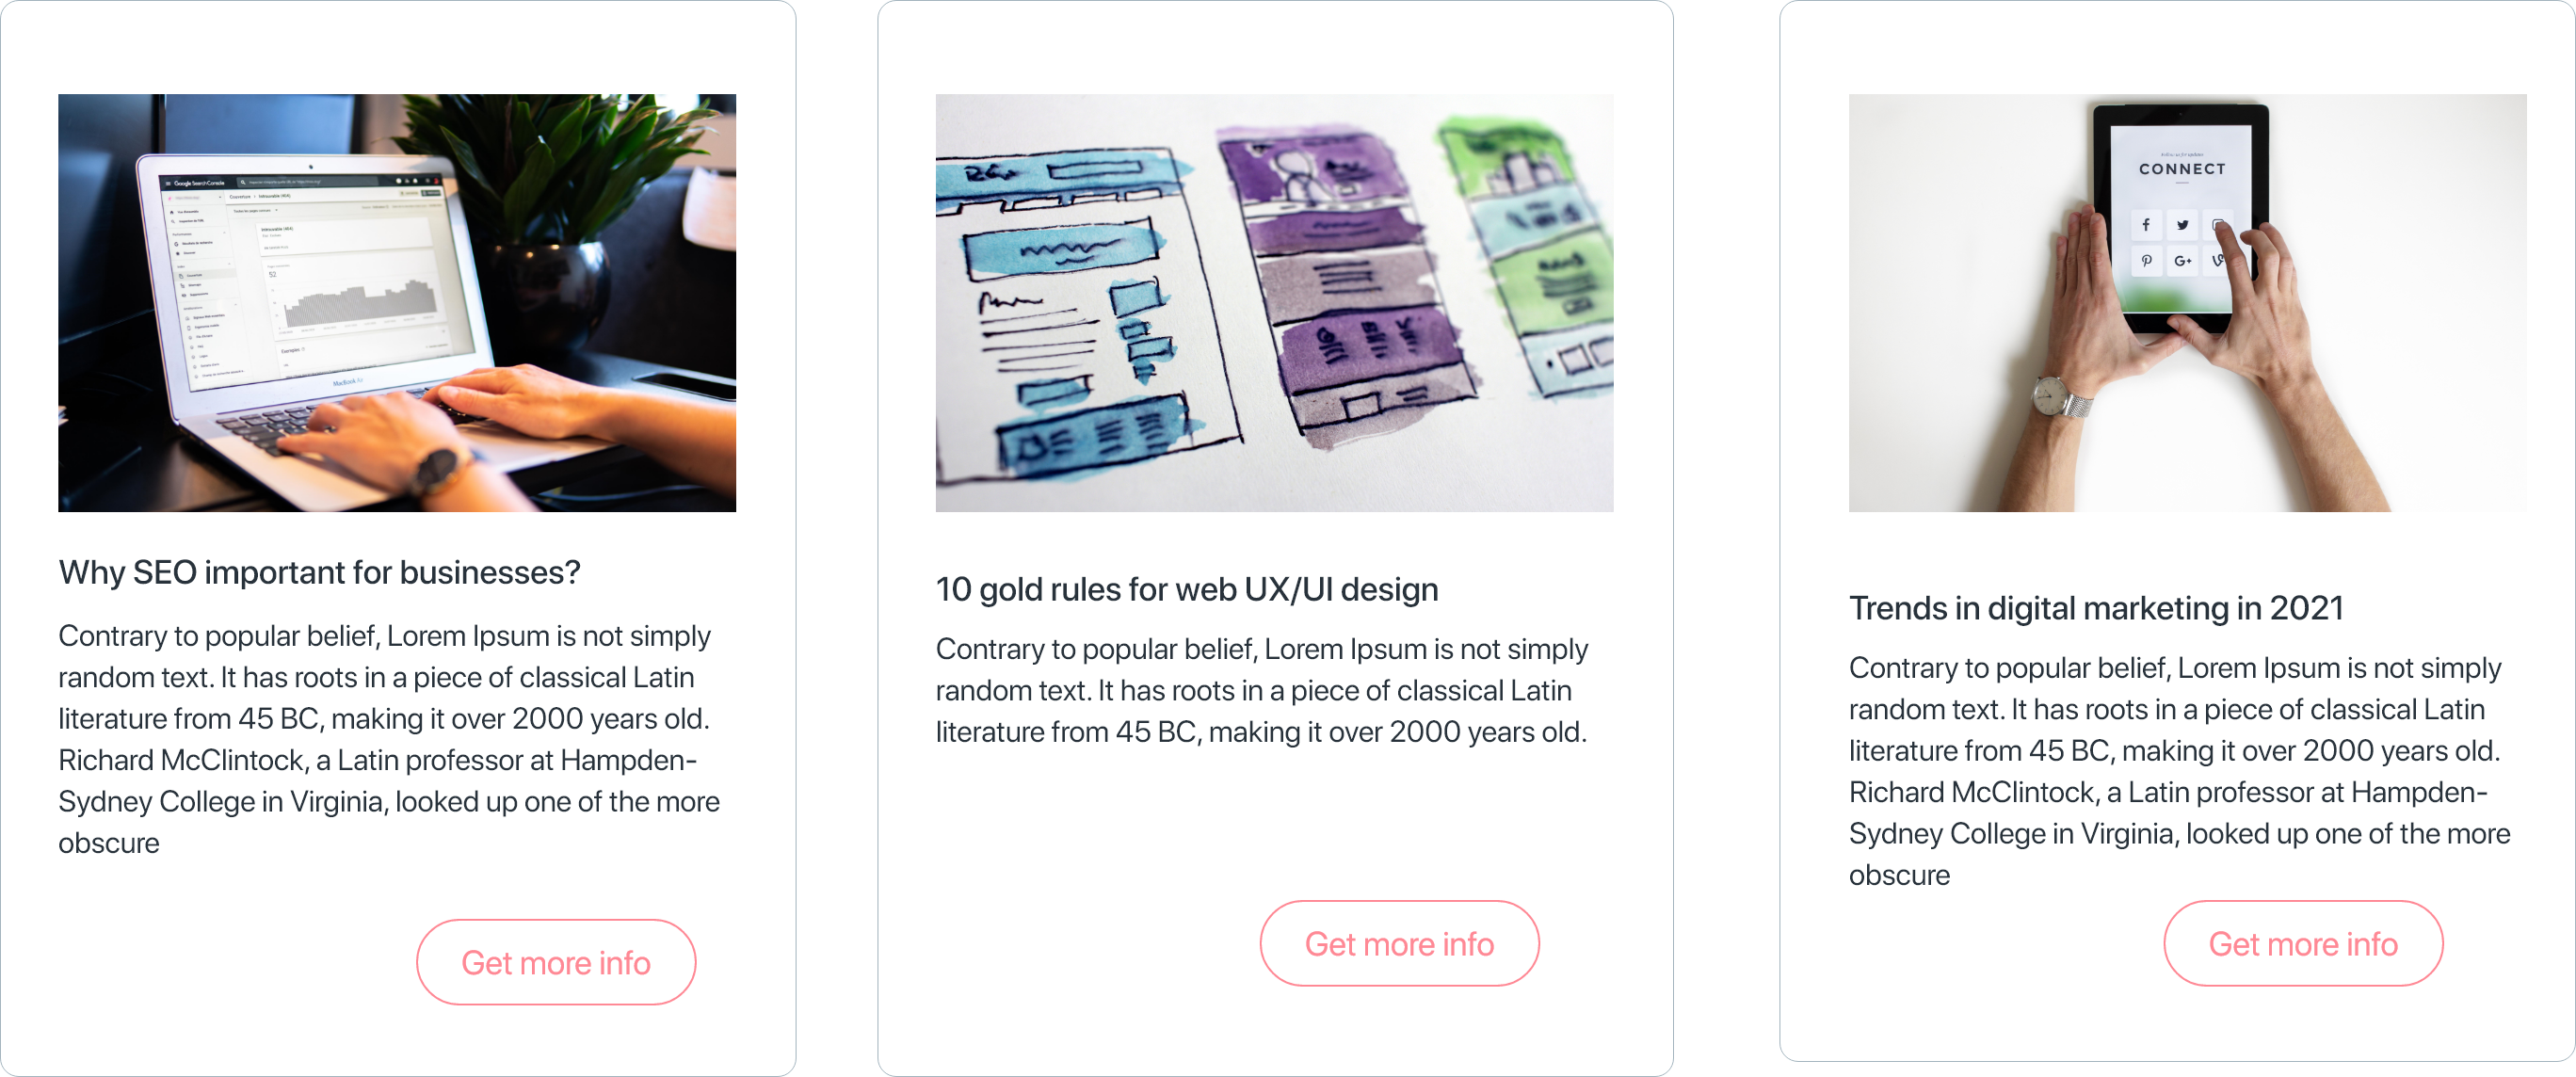 Google Search Console
52
MacBook Air
Why SEO important for businesses?
Contrary to popular belief, Lorem Ipsum is not simply
random text. It has roots in a piece of classical Latin
literature from 45 BC, making it over 2000 years old.
Richard McClintock, a Latin professor at Hampden-
Sydney College in Virginia, looked up one of the more
obscure
Get more info
10 gold rules for web UX/UI design
Contrary to popular belief, Lorem Ipsum is not simply
random text. It has roots in a piece of classical Latin
literature from 45 BC, making it over 2000 years old.
Get more info
CONNECT
G+
Trends in digital marketing in 2021
Contrary to popular belief, Lorem Ipsum is not simply
random text. It has roots in a piece of classical Latin
literature from 45 BC, making it over 2000 years old.
Richard McClintock, a Latin professor at Hampden-
Sydney College in Virginia, looked up one of the more
obscure
Get more info